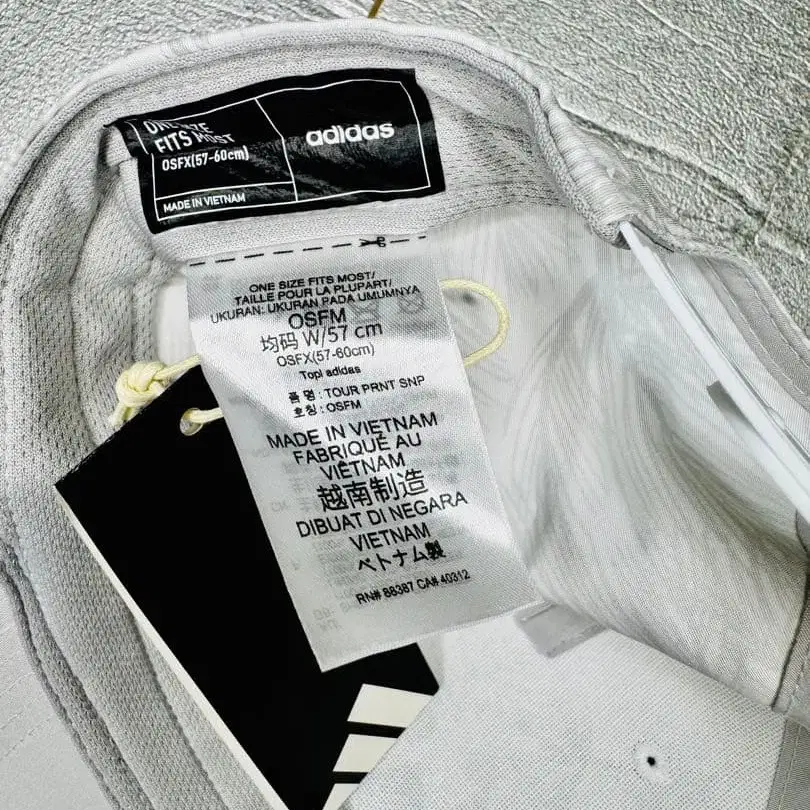 ONE SIZE
FITS MOST
OSFX(57-60cm)
MADE IN VIETNAM
adidas
ONE SIZE FITS MOST/
TAILLE POUR LA PLUPART/
UKURAN: UKURAN PADA UMUMNYA
OSFM
均码 W/57 cm
OSFX(57-60cm)
Topi adidas
품 명 : TOUR PRNT SNP
호칭 : OSFM
MADE IN VIETNAM
FABRIQUÉ AU
VIETNAM
越南制造
DIBUAT DI NEGARA
VIETNAM
ベトナム製
RN# 88387 CA# 40312